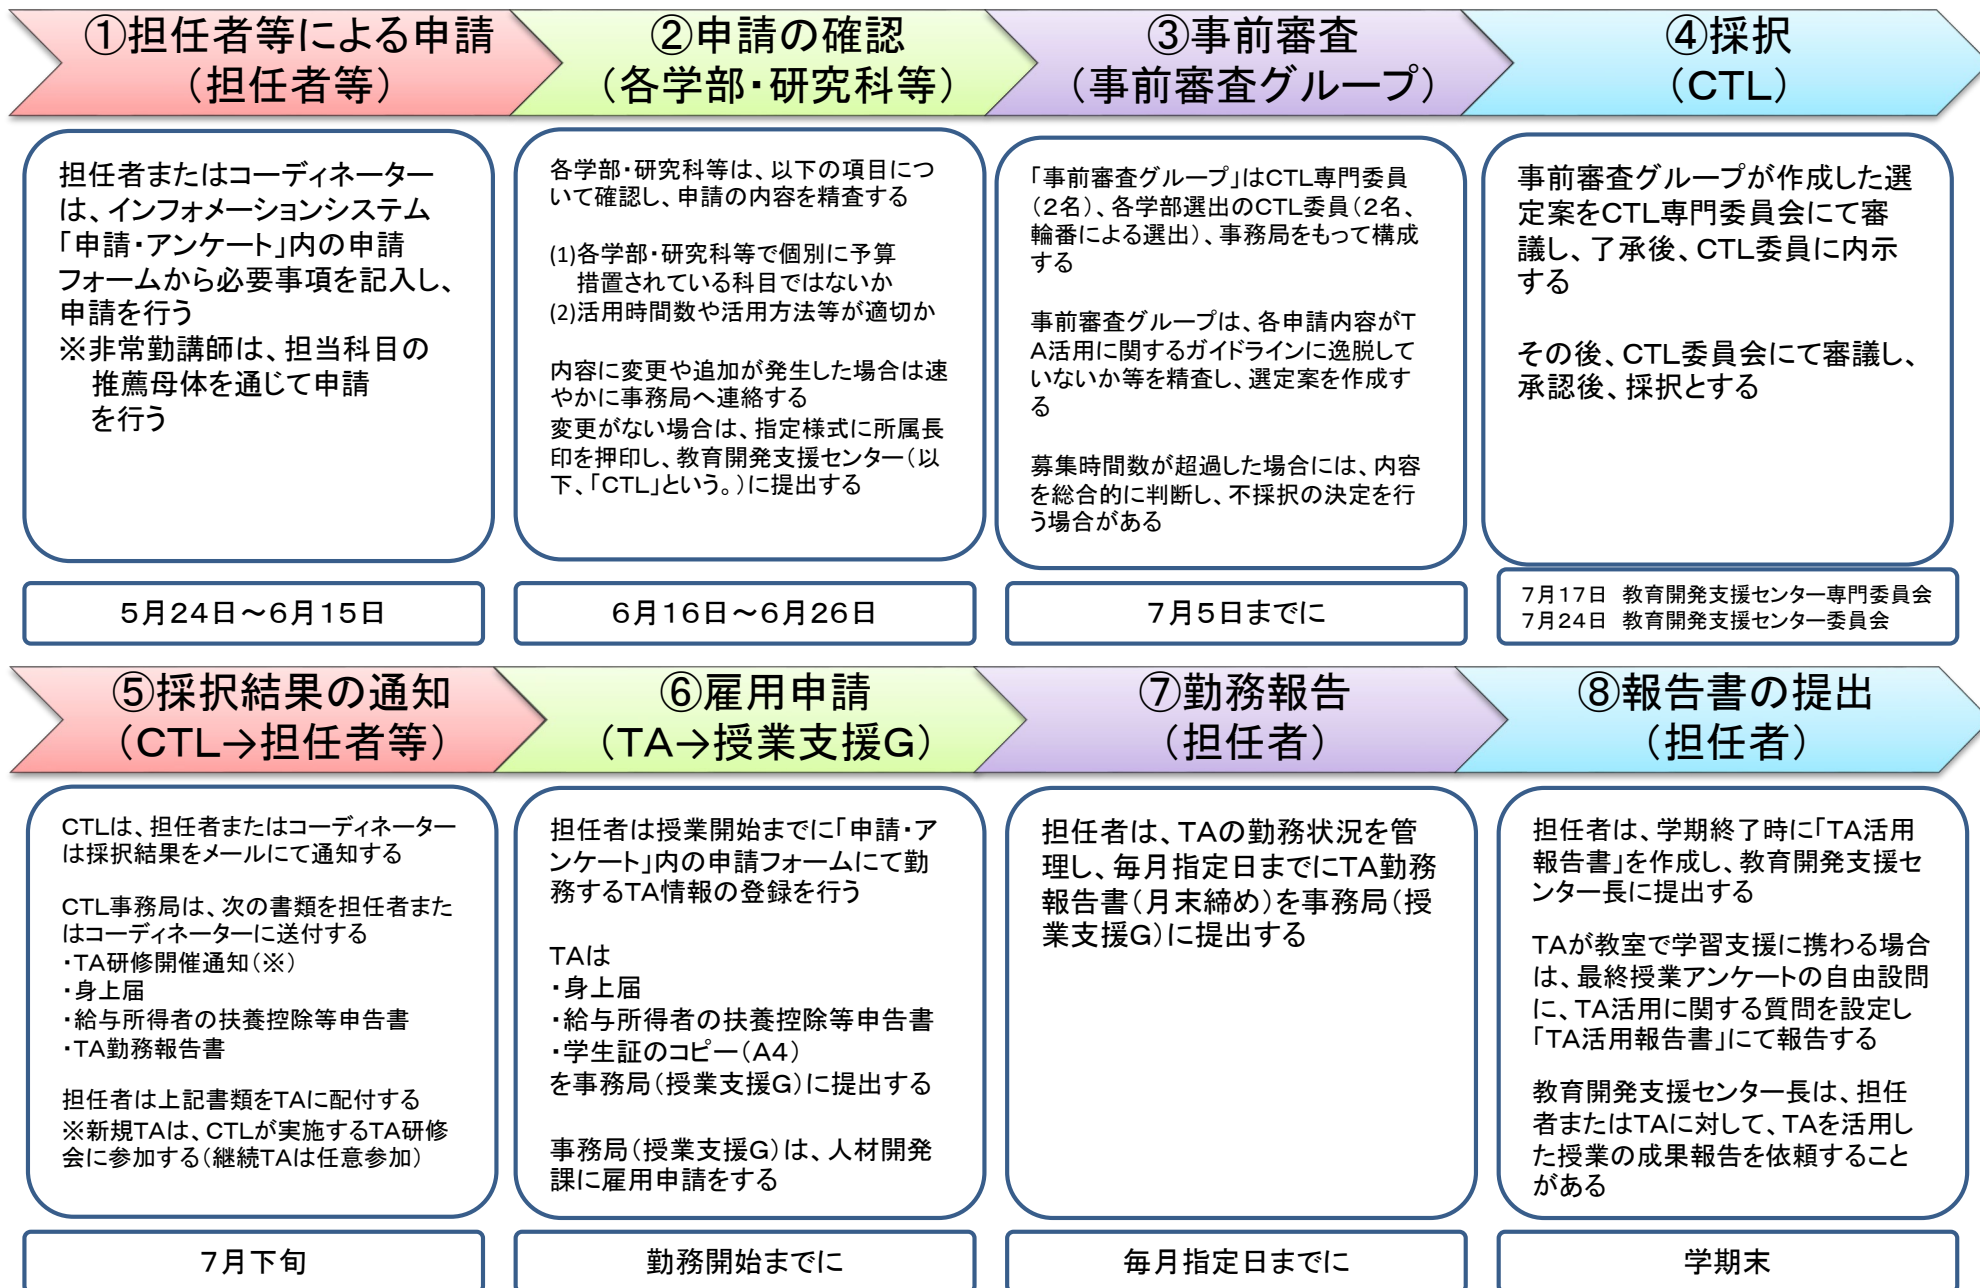 ①担任者等による申請
（担任者等）
②申請の確認
（各学部・研究科等）
③事前審査
（事前審査グループ）
④採択
（CTL）
担任者またはコーディネーター
は、インフォメーションシステム
「申請・アンケート」内の申請
フォームから必要事項を記入し、
申請を行う
※非常勤講師は、担当科目の
推薦母体を通じて申請
を行う
各学部・研究科等は、以下の項目につ
いて確認し、申請の内容を精査する
(1)各学部・研究科等で個別に予算
措置されている科目ではないか
(2)活用時間数や活用方法等が適切か
内容に変更や追加が発生した場合は速
やかに事務局へ連絡する
変更がない場合は、指定様式に所属長
印を押印し、教育開発支援センター（以
下、「CTL」という。）に提出する
「事前審査グループ」はCTL専門委員
（２名）、各学部選出のCTL委員（２名、
輪番による選出）、事務局をもって構成
する
事前審査グループは、各申請内容がT
A活用に関するガイドラインに逸脱して
いないか等を精査し、選定案を作成す
る
募集時間数が超過した場合には、内容
を総合的に判断し、不採択の決定を行
う場合がある
事前審査グループが作成した選
定案をCTL専門委員会にて審
議し、了承後、CTL委員に内示
する
その後、CTL委員会にて審議し、
承認後、採択とする
５月２４日～６月１５日
６月１６日～６月２６日
７月５日までに
７月１７日　教育開発支援センター専門委員会
７月２４日　教育開発支援センター委員会
⑤採択結果の通知
（CTL→担任者等）
⑥雇用申請
（TA→授業支援G）
⑦勤務報告
（担任者）
⑧報告書の提出
（担任者）
CTLは、担任者またはコーディネーター
は採択結果をメールにて通知する
CTL事務局は、次の書類を担任者また
はコーディネーターに送付する
・TA研修開催通知（※）
・身上届
・給与所得者の扶養控除等申告書
・TA勤務報告書
担任者は上記書類をTAに配付する
※新規TAは、CTLが実施するTA研修
会に参加する（継続TAは任意参加）
担任者は授業開始までに「申請・ア
ンケート」内の申請フォームにて勤
務するTA情報の登録を行う
TAは
・身上届
・給与所得者の扶養控除等申告書
・学生証のコピー（A４）
を事務局（授業支援G）に提出する
事務局（授業支援G）は、人材開発
課に雇用申請をする
担任者は、TAの勤務状況を管
理し、毎月指定日までにTA勤務
報告書（月末締め）を事務局（授
業支援G）に提出する
担任者は、学期終了時に「TA活用
報告書」を作成し、教育開発支援セ
ンター長に提出する
TAが教室で学習支援に携わる場合
は、最終授業アンケートの自由設問
に、TA活用に関する質問を設定し
「TA活用報告書」にて報告する
教育開発支援センター長は、担任
者またはTAに対して、TAを活用し
た授業の成果報告を依頼すること
がある
７月下旬
勤務開始までに
毎月指定日までに
学期末